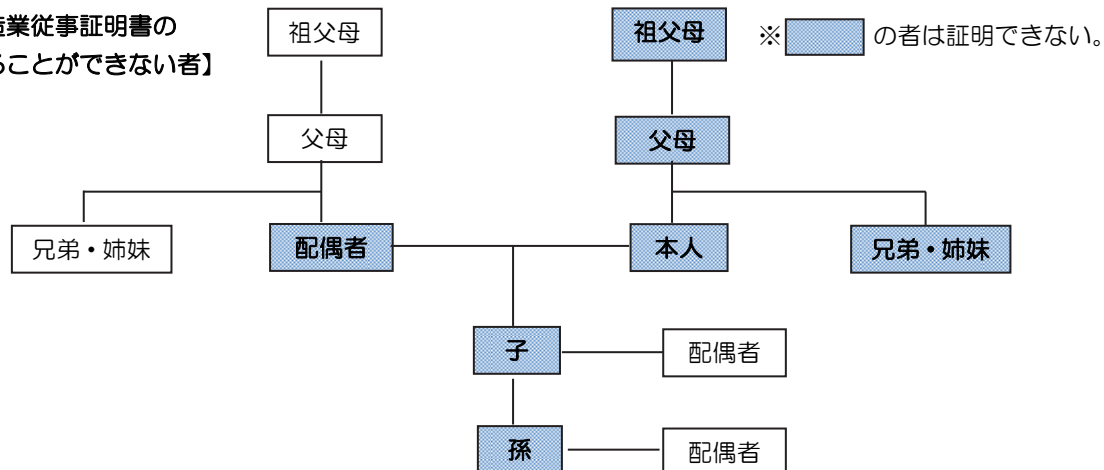 造業従事証明書の
ることができない者】
祖父母
祖父母
※ の者は証明できない。
父母
父母
兄弟・姉妹
配偶者
本人
兄弟・姉妹
子
配偶者
孫
配偶者